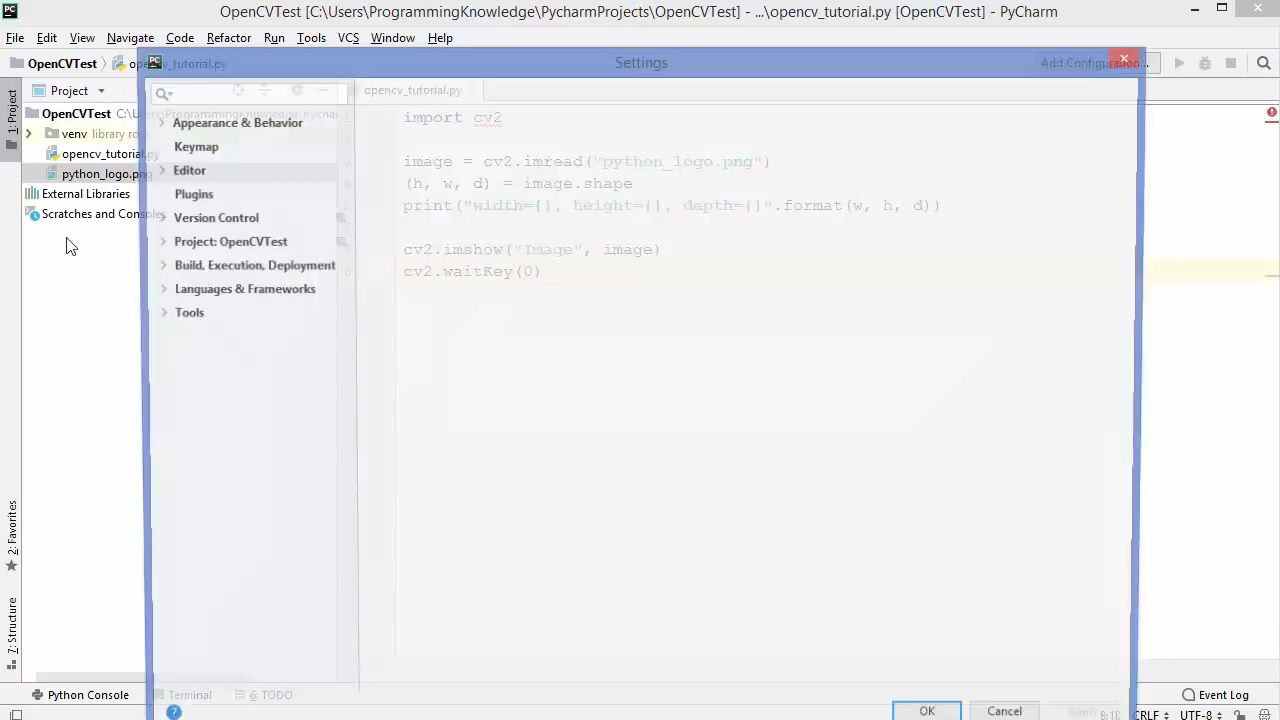 OpenCVTest [C:\Users\ProgrammingKnowledge\PycharmProjects\OpenCVTest] - ...\opencv_tutorial.py [OpenCVTest] - PyCharm
File Edit View Navigate Code Refactor Run Tools VCS Window Help
OpenCVTest opencv_tutorial.py Settings Add Configuration...
1: Project
Project opencv_tutorial.py
OpenCVTest
venv library
opencv_tutorial.py
python_logo.png
External Libraries
Scratches and Consoles
Appearance & Behavior
Keymap
Editor
Plugins
Version Control
Project: OpenCVTest
Build, Execution, Deployment
Languages & Frameworks
Tools
import cv2
image = cv2.imread("python_logo.png")
(h, w, d) = image.shape
print("width={}, height={}, depth={}".format(w, h, d))
cv2.imshow("Image", image)
cv2.waitKey(0)
2: Favorites
Z: Structure
Python Console Terminal 6: TODO Event Log
? OK Cancel CRLF UTF-8